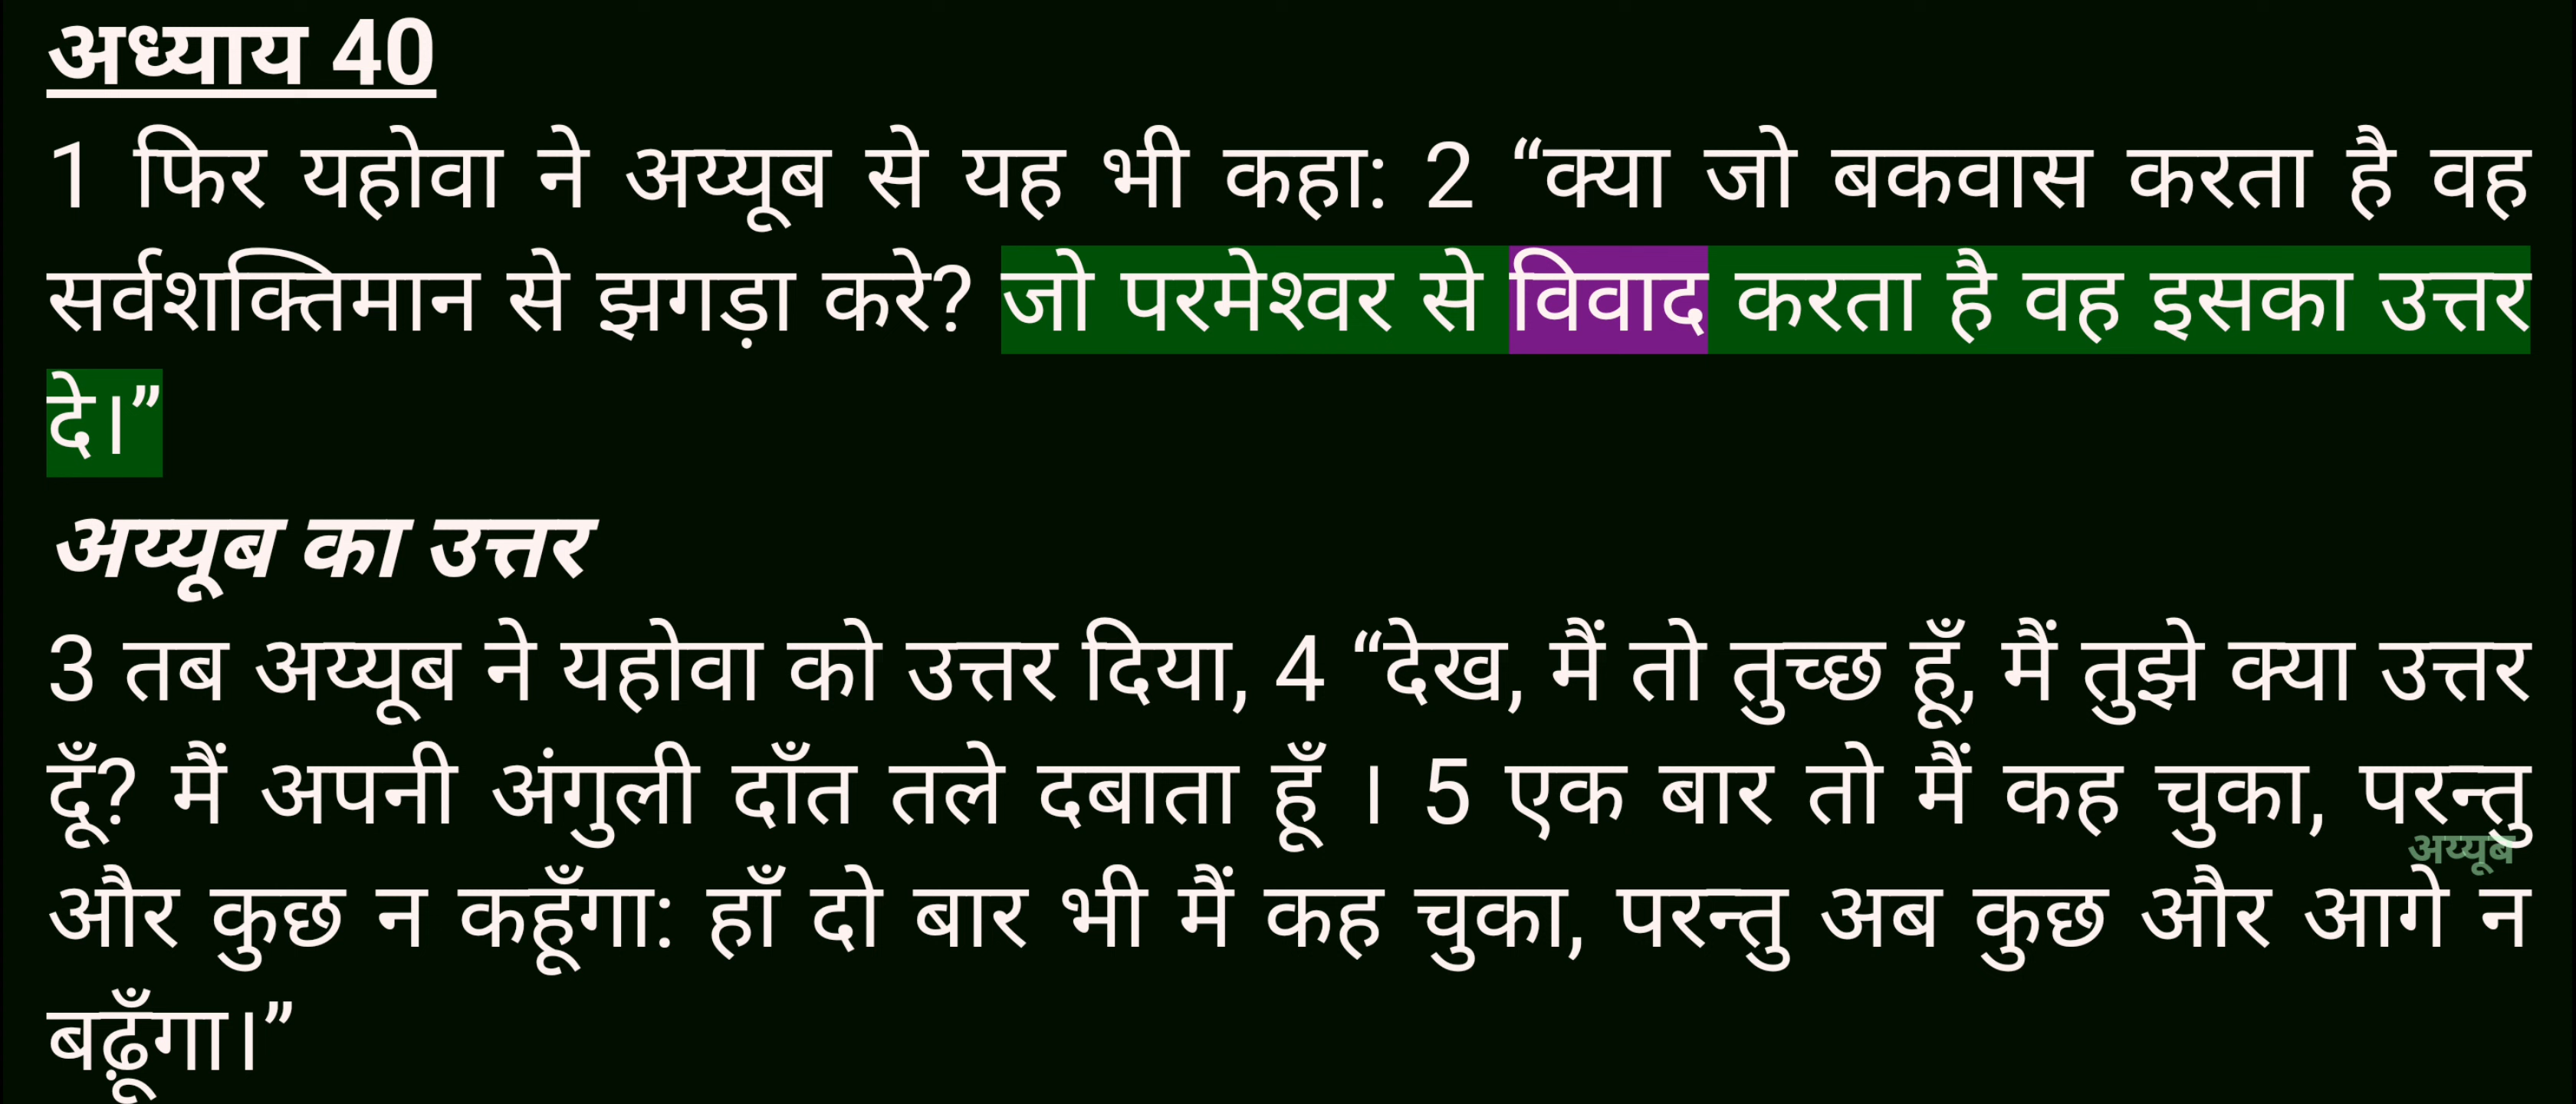 अध्याय 40
1 फिर यहोवा ने अय्यूब से यह भी कहा: 2 “क्या जो बकवास करता है वह
सर्वशक्तिमान से झगड़ा करे? जो परमेश्वर से विवाद करता है वह इसका उत्तर
दे।”
अय्यूब का उत्तर
3 तब अय्यूब ने यहोवा को उत्तर दिया, 4 “देख, मैं तो तुच्छ हूँ, मैं तुझे क्या उत्तर
दूँ? मैं अपनी अंगुली दाँत तले दबाता हूँ । 5 एक बार तो मैं कह चुका, परन्तु
अय्यूब
और कुछ न कहूँगा: हाँ दो बार भी मैं कह चुका, परन्तु अब कुछ और आगे न
बढ़ूँगा।”